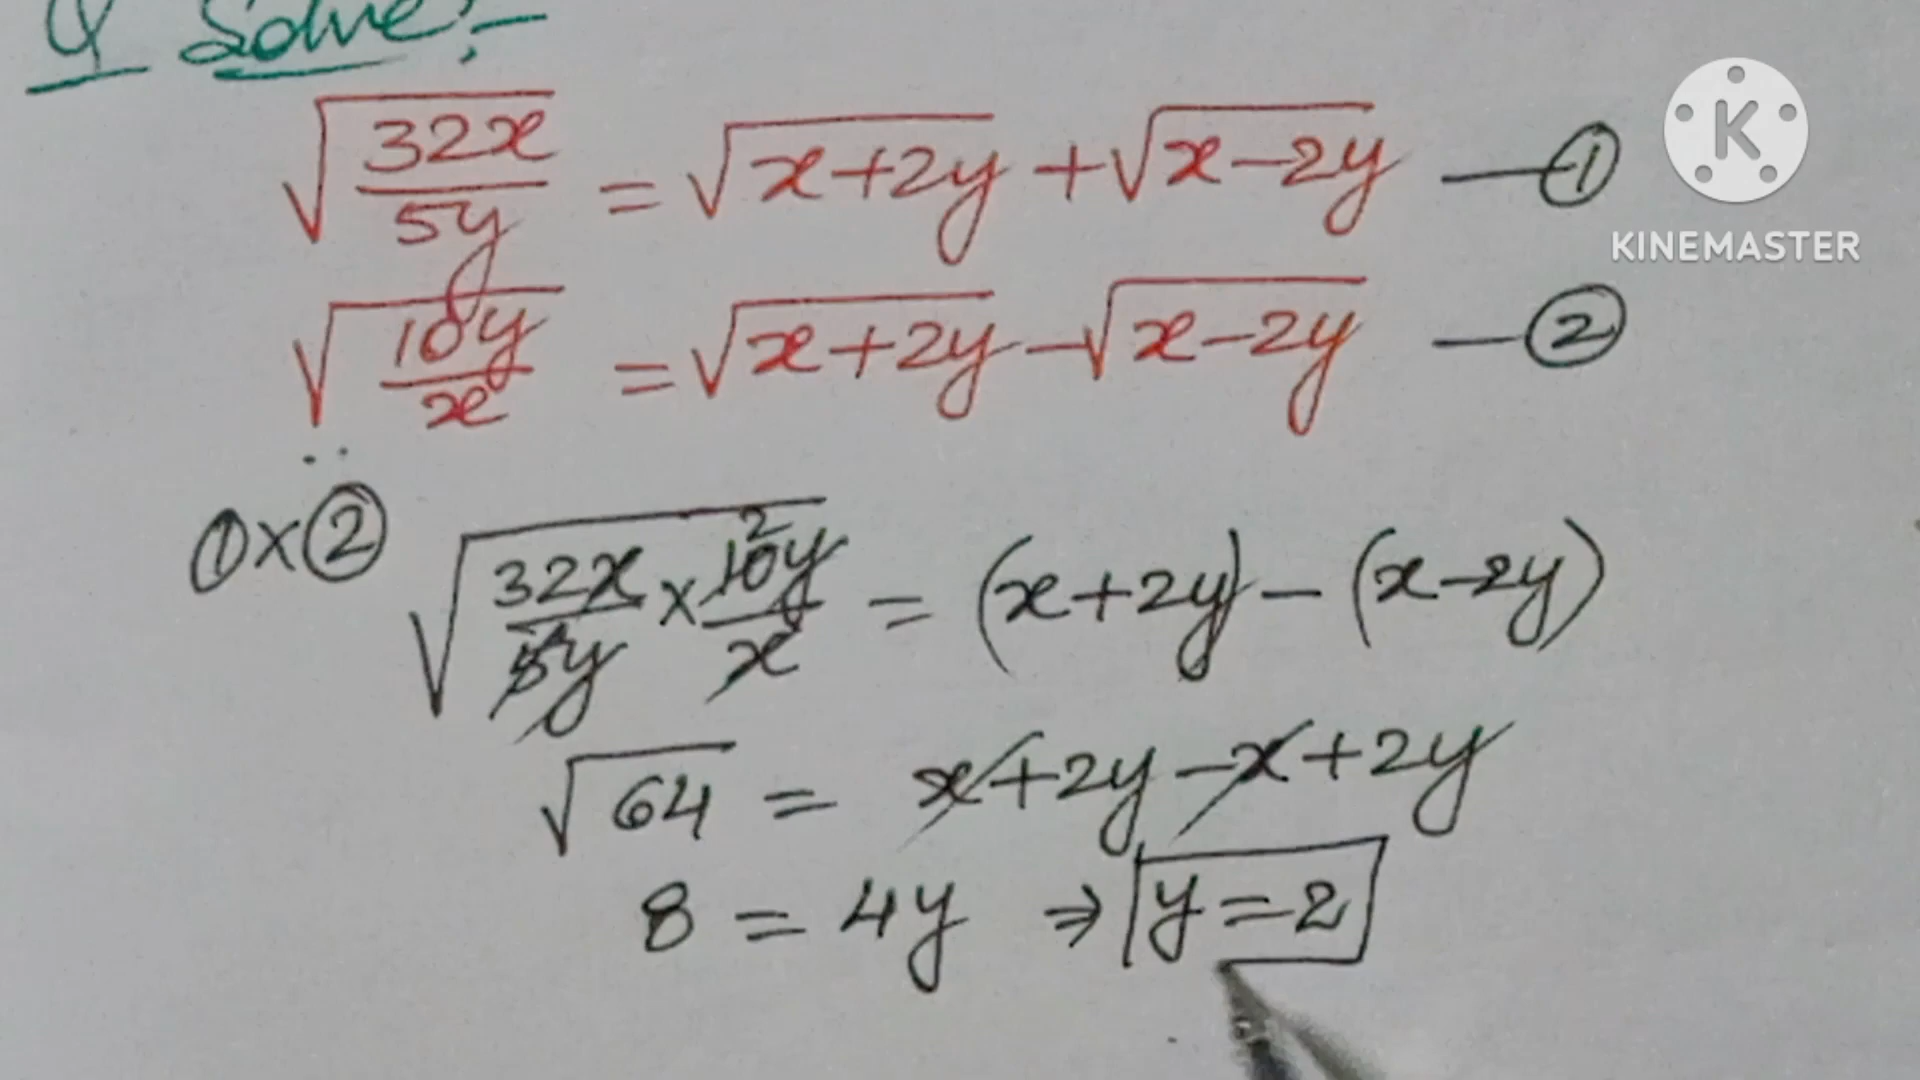 Q Solve:-
√(32x/5y) = √(x+2y) + √(x-2y) —①
K
KINEMASTER
√(10y/x) = √(x+2y) - √(x-2y) —②
①×② √(32x/5y × 10y/x) 2 = (x+2y) - (x-2y)
√64 = x+2y-x+2y
8 = 4y ⇒ y=2